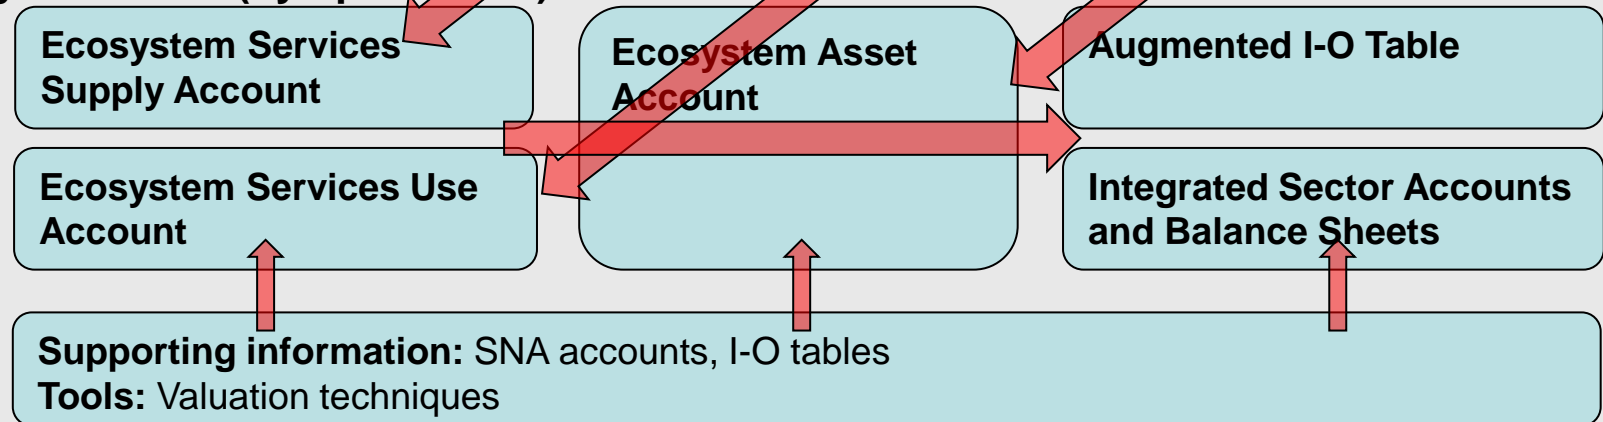 Ecosystem Services
Supply Account
Ecosystem Asset
Account
Augmented I-O Table
Ecosystem Services Use
Account
Integrated Sector Accounts
and Balance Sheets
Supporting information: SNA accounts, I-O tables
Tools: Valuation techniques